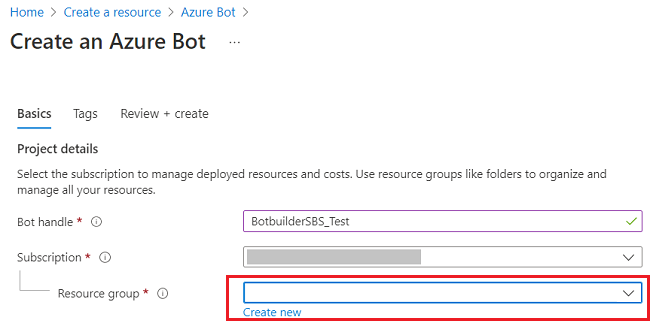 Home > Create a resource > Azure Bot >
Create an Azure Bot ...
Basics Tags Review + create
Project details
Select the subscription to manage deployed resources and costs. Use resource groups like folders to organize and
manage all your resources.
Bot handle * BotbuilderSBS_Test
Subscription *
Resource group *
Create new